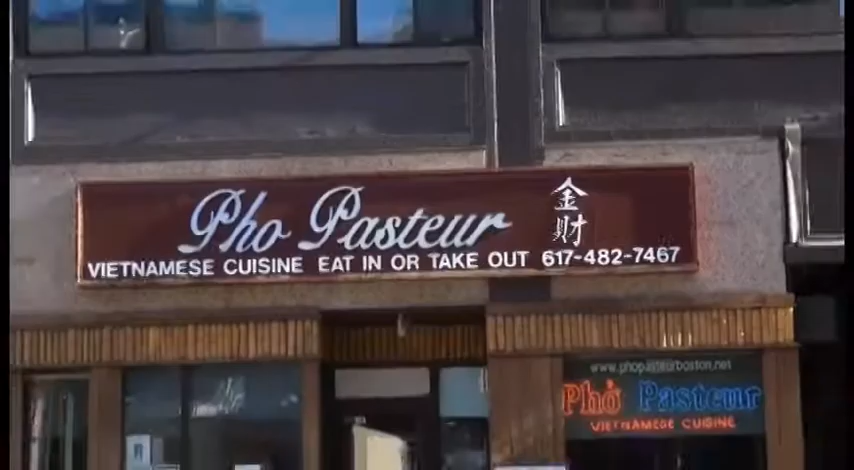 Pho Pasteur
金財
VIETNAMESE CUISINE EAT IN OR TAKE OUT 617-482-7467
www.phopasteurboston.net
Phở Pasteur
VIETNAMESE CUISINE